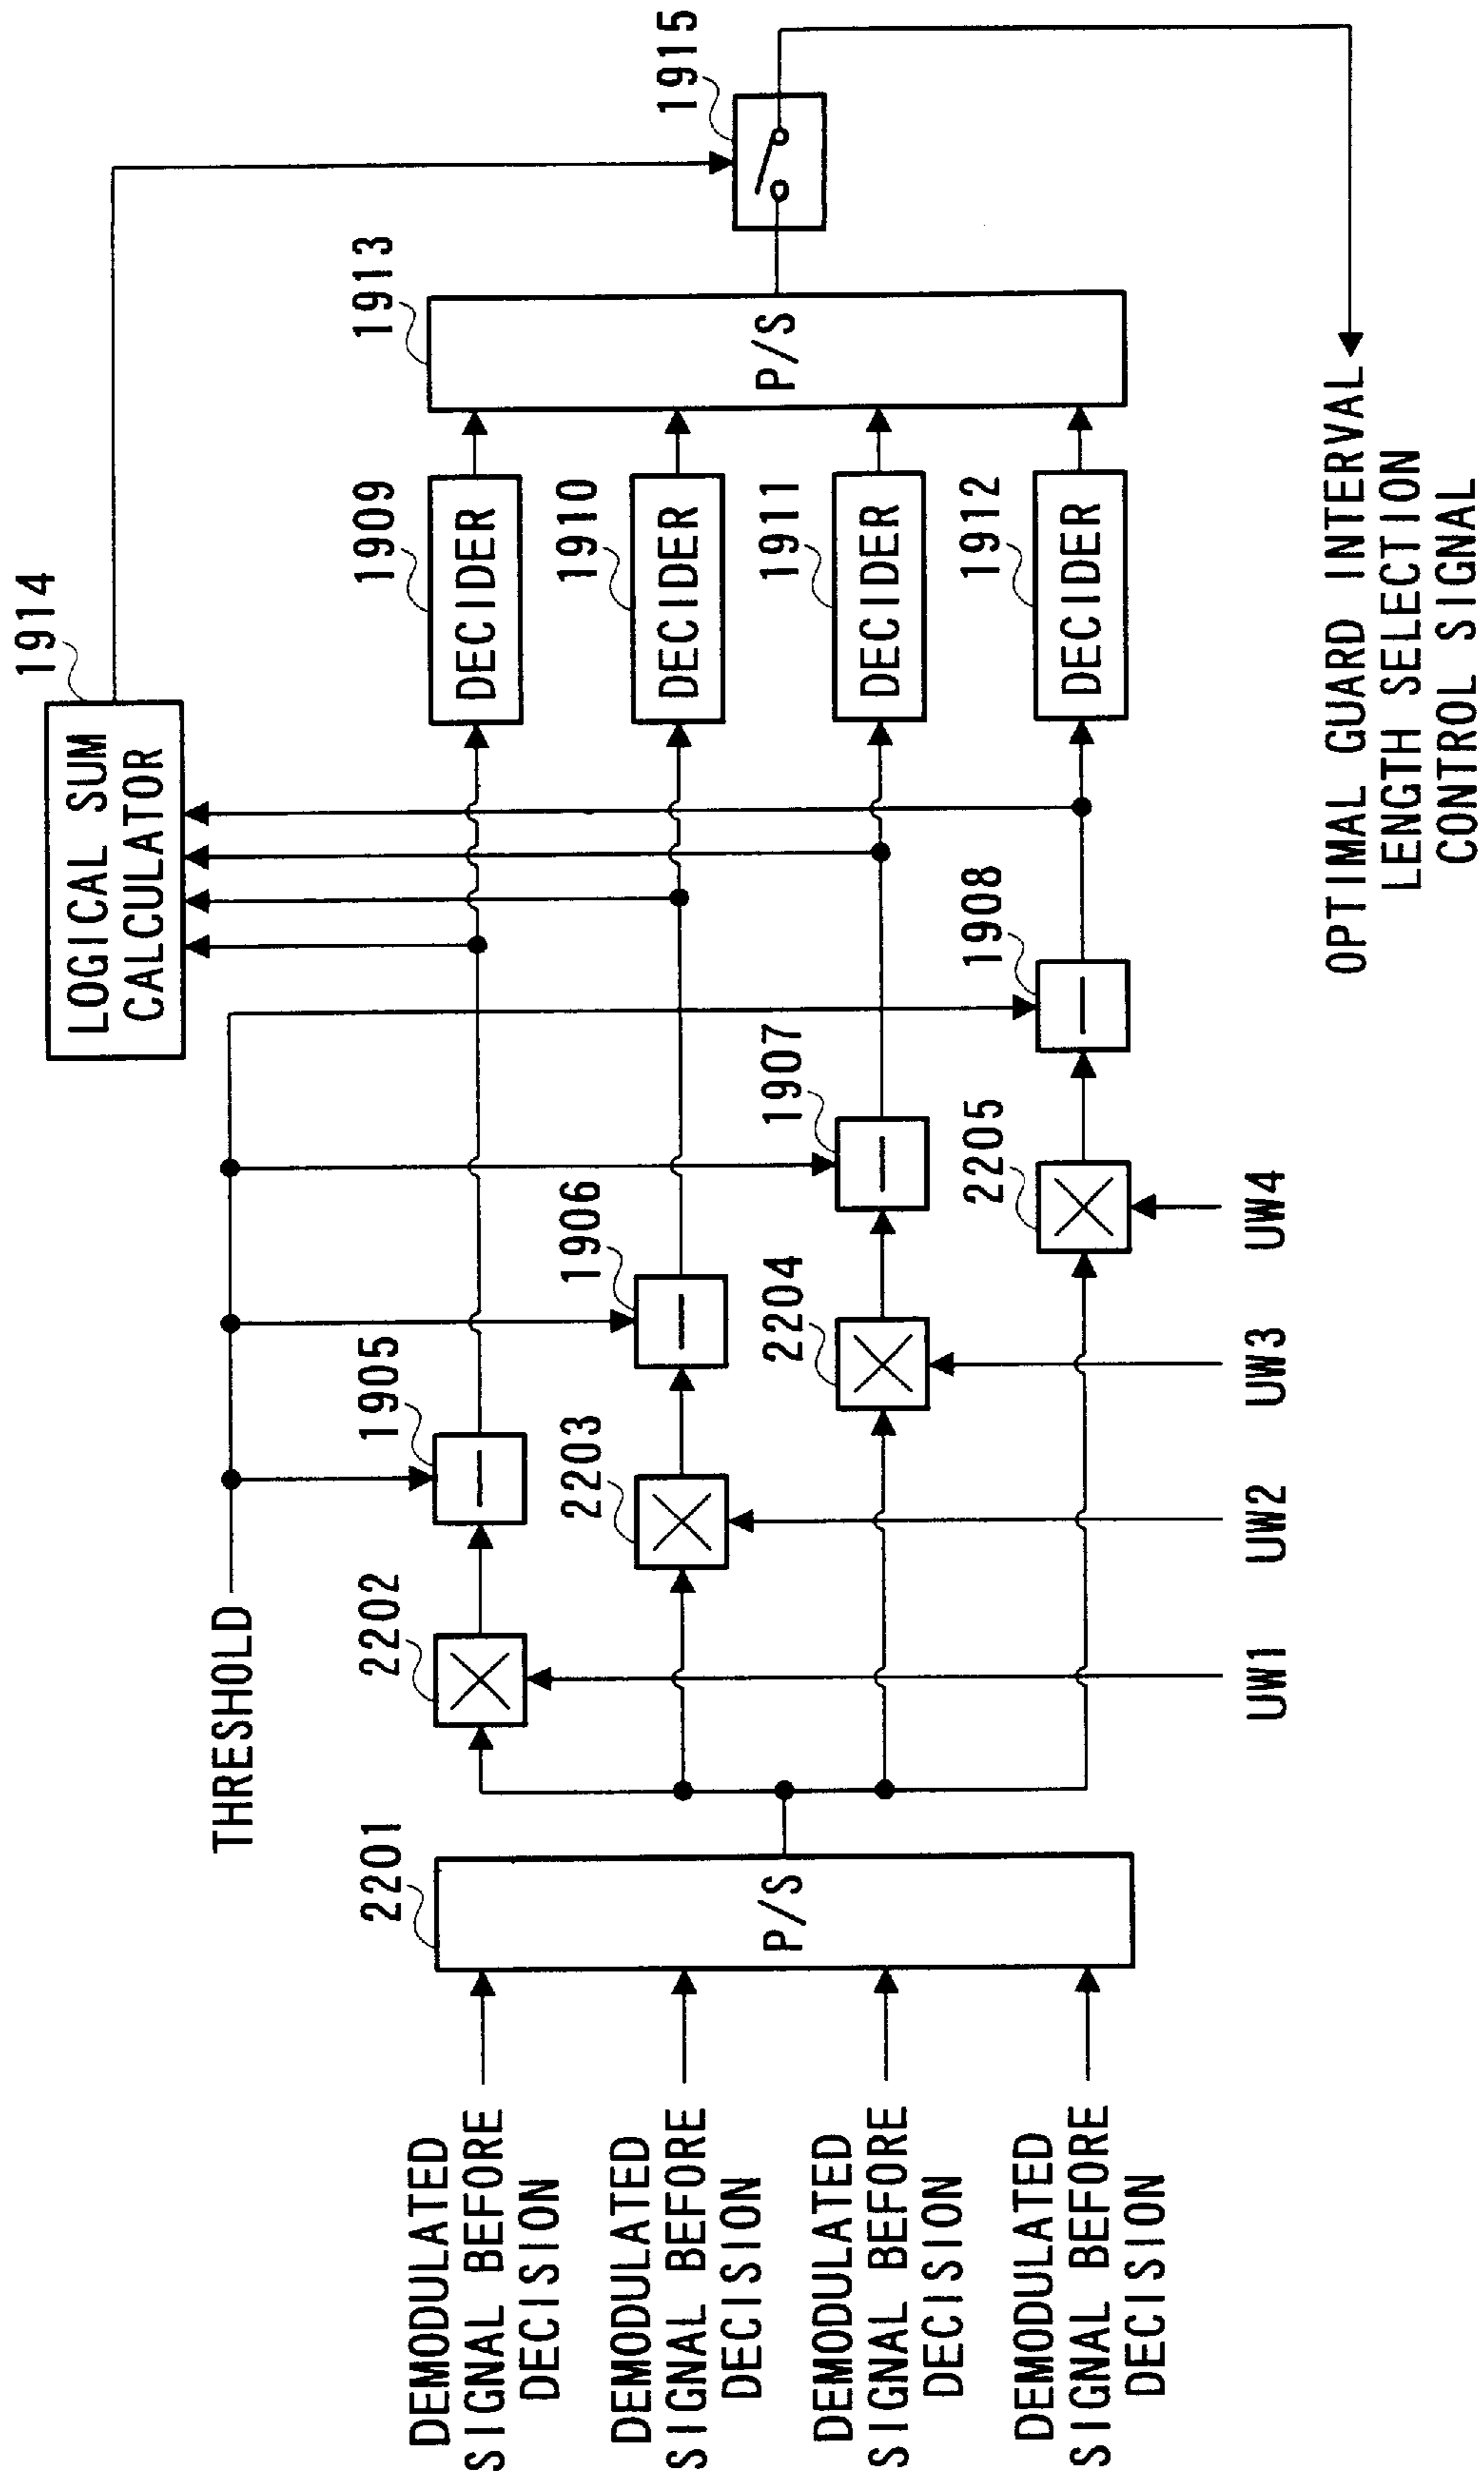 DEMODULATED
SIGNAL BEFORE
DECISION
DEMODULATED
SIGNAL BEFORE
DECISION
DEMODULATED
SIGNAL BEFORE
DECISION
DEMODULATED
SIGNAL BEFORE
DECISION
2201
P/S
THRESHOLD
2202
2203
2204
2205
UW1
UW2
UW3
UW4
1905
1906
1907
1908
1914
LOGICAL SUM
CALCULATOR
1909
DECIDER
1910
DECIDER
1911
DECIDER
1912
DECIDER
1913
P/S
1915
OPTIMAL GUARD INTERVAL
LENGTH SELECTION
CONTROL SIGNAL